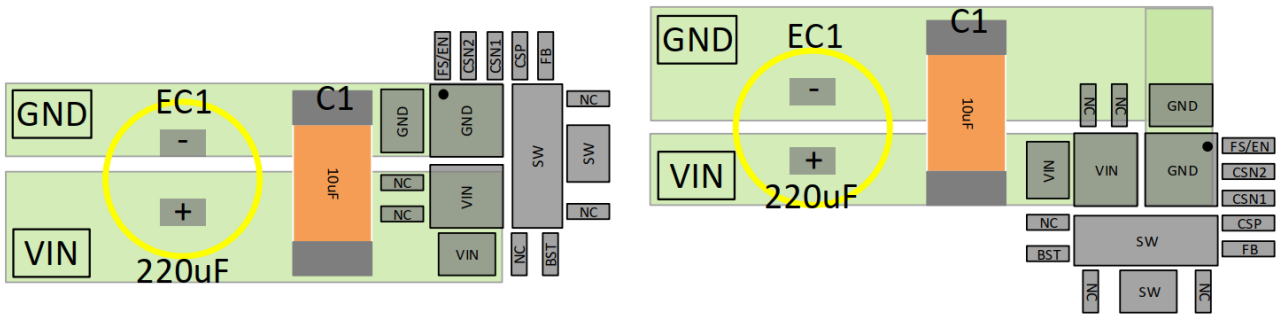 FS/EN
CSN2
CSN1
CSP
FB
GND
EC1
C1
-
GND
GND
NC
SW
SW
10uF
NC
VIN
NC
NC
+
VIN
220uF
VIN
NC
BST
GND
EC1
C1
-
10uF
NC
NC
GND
VIN
+
220uF
VIN
VIN
GND
FS/EN
CSN2
CSN1
NC
SW
CSP
BST
FB
NC
SW
NC